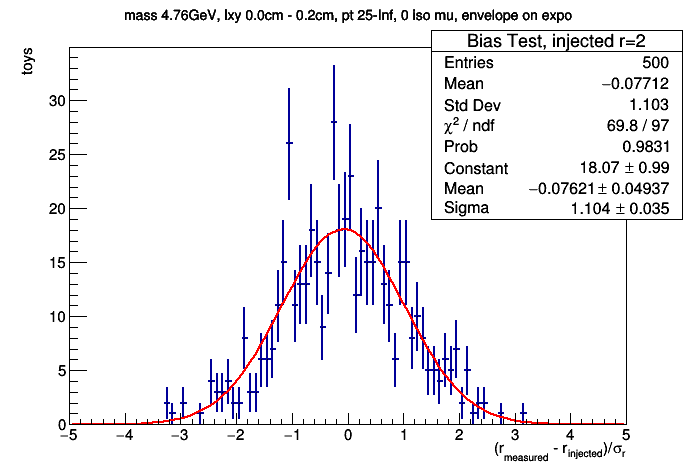 mass 4.76GeV, lxy 0.0cm - 0.2cm, pt 25-Inf, 0 Iso mu, envelope on expo
Bias Test, injected r=2
Entries 500
Mean −0.07712
Std Dev 1.103
χ² / ndf 69.8 / 97
Prob 0.9831
Constant 18.07 ± 0.99
Mean −0.07621 ± 0.04937
Sigma 1.104 ± 0.035
toys
30
25
20
15
10
5
0
−5 −4 −3 −2 −1 0 1 2 3 4 5
(r_measured - r_injected)/σ_r